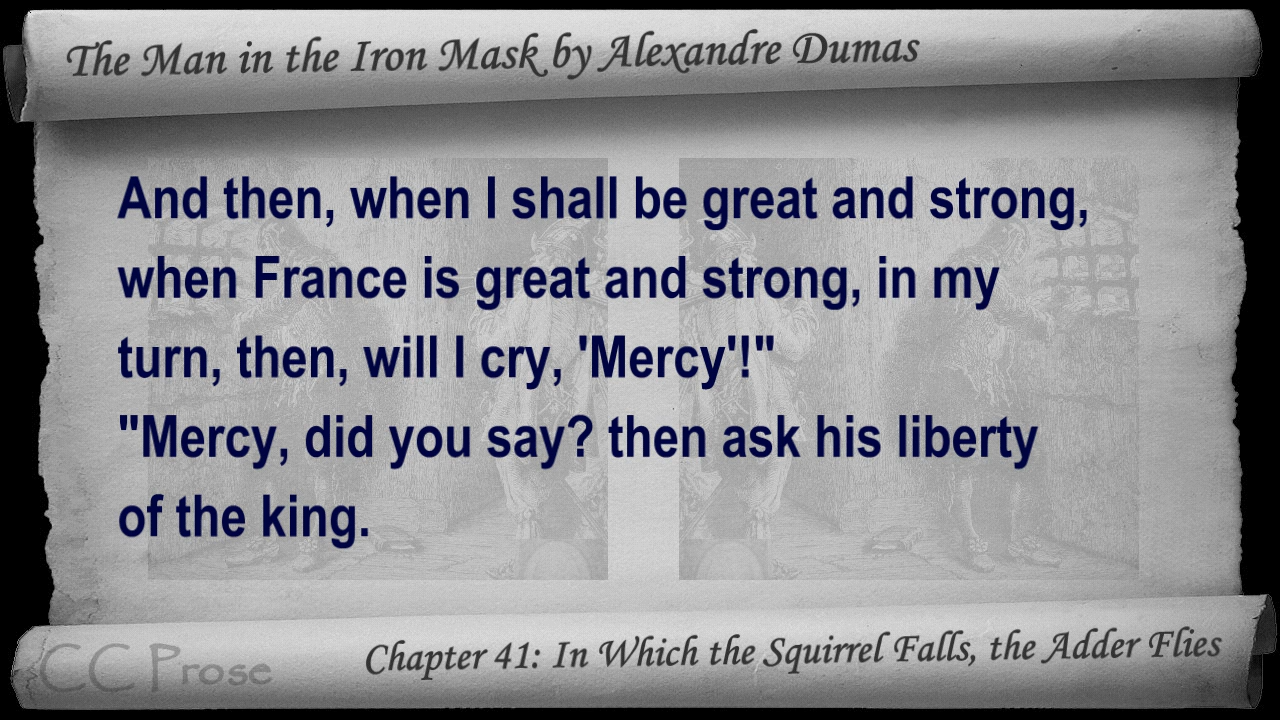 The Man in the Iron Mask by Alexandre Dumas
And then, when I shall be great and strong,
when France is great and strong, in my
turn, then, will I cry, 'Mercy'!"
"Mercy, did you say? then ask his liberty
of the king.
CC Prose
Chapter 41: In Which the Squirrel Falls, the Adder Flies